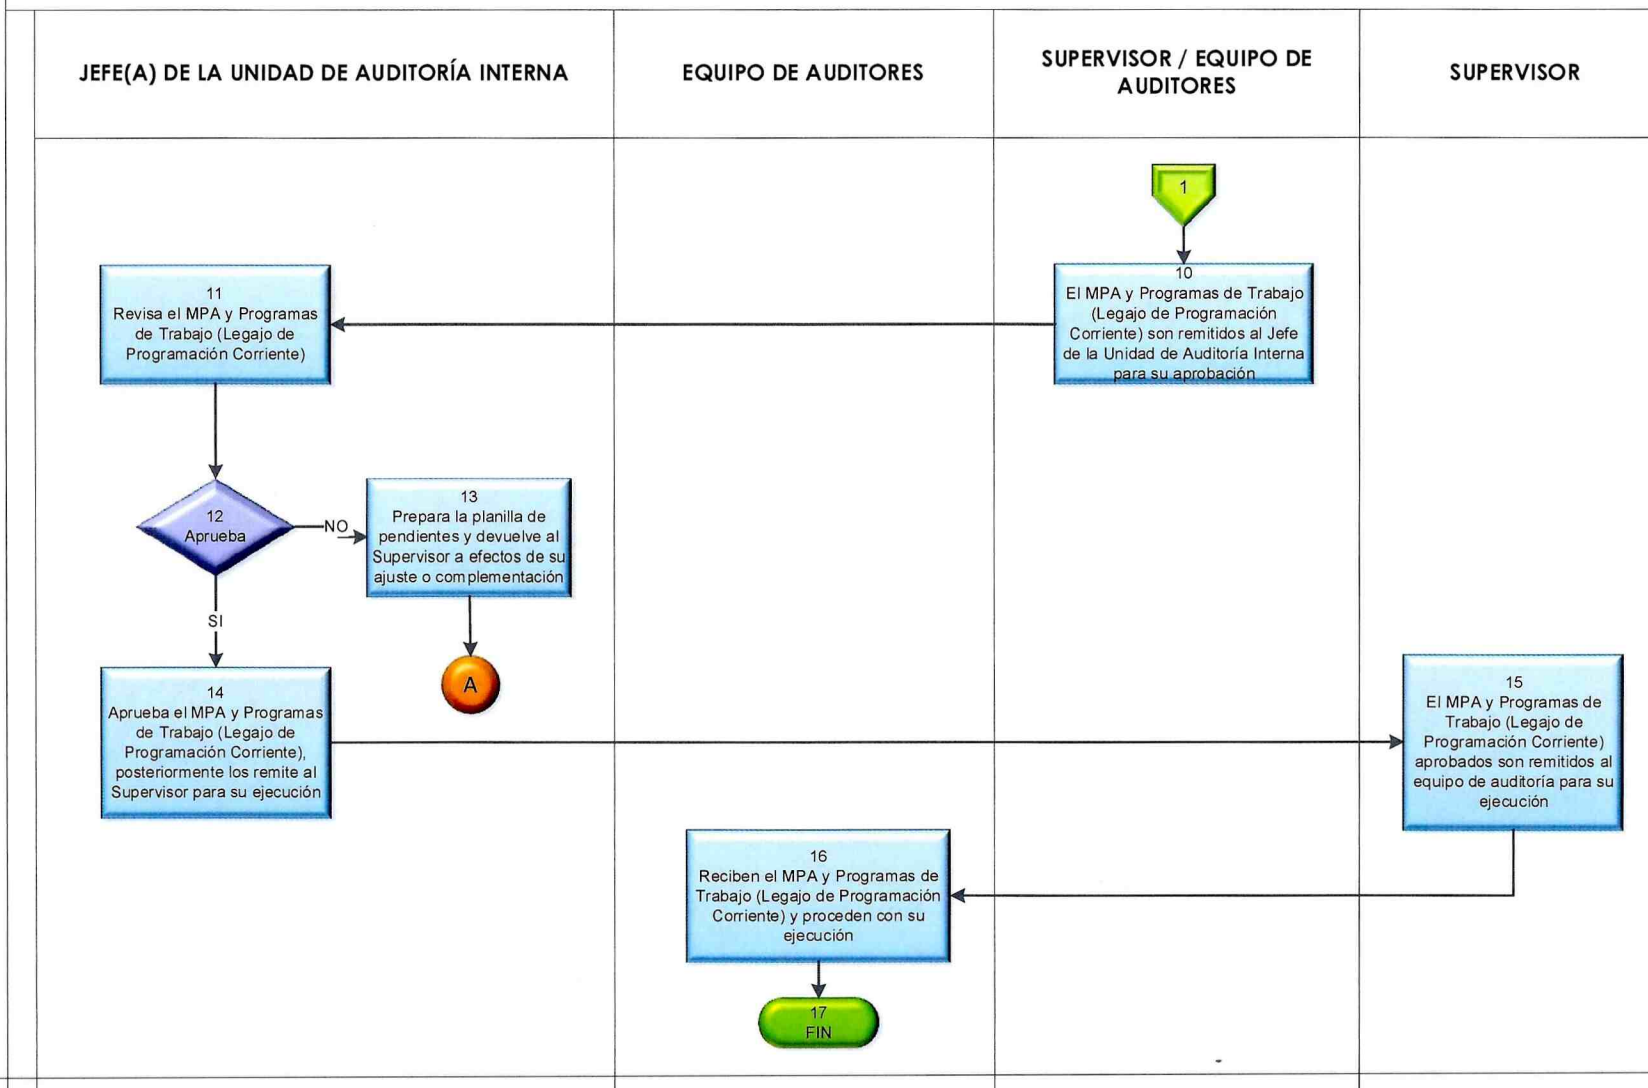 JEFE(A) DE LA UNIDAD DE AUDITORÍA INTERNA
EQUIPO DE AUDITORES
SUPERVISOR / EQUIPO DE
AUDITORES
SUPERVISOR
1
10
El MPA y Programas de Trabajo
(Legajo de Programación
Corriente) son remitidos al Jefe
de la Unidad de Auditoría Interna
para su aprobación
11
Revisa el MPA y Programas
de Trabajo (Legajo de
Programación Corriente)
12
Aprueba
NO
13
Prepara la planilla de
pendientes y devuelve al
Supervisor a efectos de su
ajuste o complementación
A
SI
14
Aprueba el MPA y Programas
de Trabajo (Legajo de
Programación Corriente),
posteriormente los remite al
Supervisor para su ejecución
15
El MPA y Programas de
Trabajo (Legajo de
Programación Corriente)
aprobados son remitidos al
equipo de auditoría para su
ejecución
16
Reciben el MPA y Programas de
Trabajo (Legajo de Programación
Corriente) y proceden con su
ejecución
17
FIN